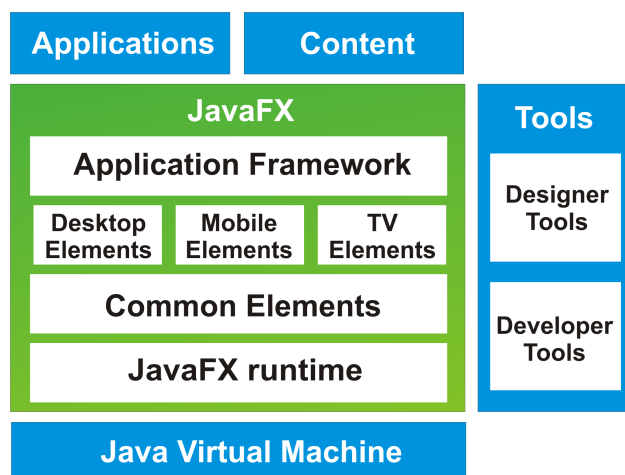 Applications
Content
JavaFX
Application Framework
Desktop
Elements
Mobile
Elements
TV
Elements
Common Elements
JavaFX runtime
Tools
Designer
Tools
Developer
Tools
Java Virtual Machine